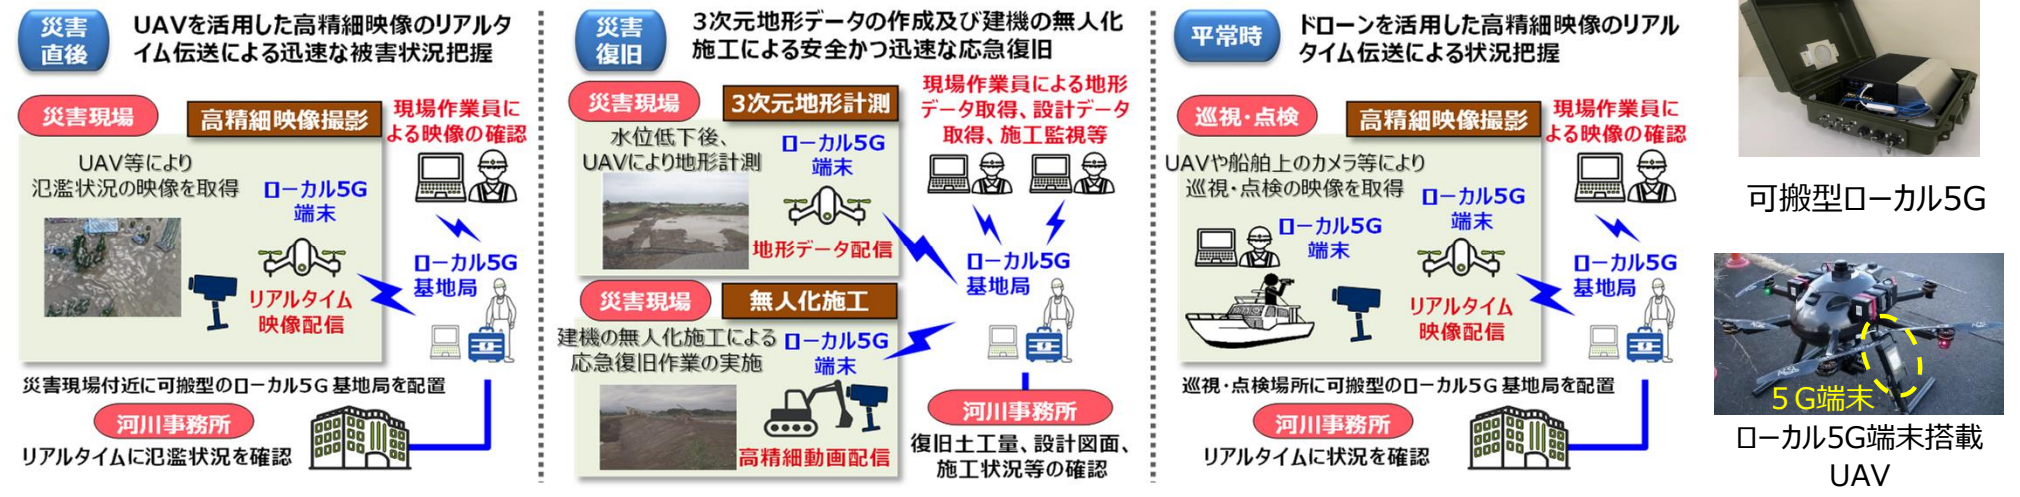 災害
直後
UAVを活用した高精細映像のリアルタ
イム伝送による迅速な被害状況把握
災害現場
高精細映像撮影
現場作業員に
よる映像の確認
UAV等により
氾濫状況の映像を取得
ローカル5G
端末
リアルタイム
映像配信
ローカル5G
基地局
災害現場付近に可搬型のローカル5G 基地局を配置
河川事務所
リアルタイムに氾濫状況を確認
災害
復旧
3次元地形データの作成及び建機の無人化
施工による安全かつ迅速な応急復旧
災害現場
3次元地形計測
現場作業員による地形
データ取得、設計データ
取得、施工監視等
水位低下後、
UAVにより地形計測
ローカル5G
端末
地形データ配信
ローカル5G
基地局
災害現場
無人化施工
建機の無人化施工による
応急復旧作業の実施
ローカル5G
端末
高精細動画配信
河川事務所
復旧土工量、設計図面、
施工状況等の確認
平常時
ドローンを活用した高精細映像のリアル
タイム伝送による状況把握
巡視・点検
高精細映像撮影
現場作業員に
よる映像の確認
UAVや船舶上のカメラ等により
巡視・点検の映像を取得
ローカル5G
端末
ローカル5G
端末
リアルタイム
映像配信
ローカル5G
基地局
巡視・点検場所に可搬型のローカル5G 基地局を配置
河川事務所
リアルタイムに状況を確認
可搬型ローカル5G
5G端末
ローカル5G端末搭載
UAV